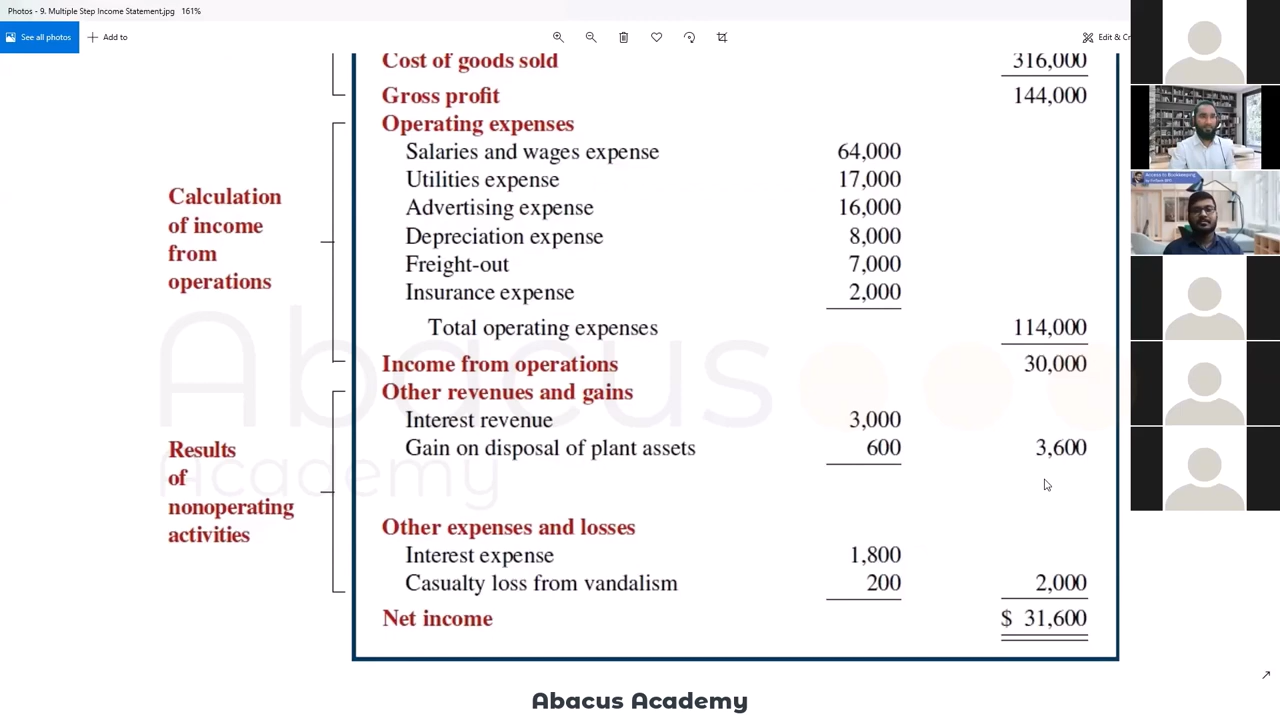 Photos - 9. Multiple Step Income Statement.jpg 161%
See all photos
Add to
Edit & Cr
Cost of goods sold 316,000
Gross profit 144,000
Operating expenses
Salaries and wages expense 64,000
Utilities expense 17,000
Advertising expense 16,000
Depreciation expense 8,000
Freight-out 7,000
Insurance expense 2,000
Total operating expenses 114,000
Income from operations 30,000
Other revenues and gains
Interest revenue 3,000
Gain on disposal of plant assets 600 3,600
Other expenses and losses
Interest expense 1,800
Casualty loss from vandalism 200 2,000
Net income $ 31,600
Calculation
of income
from
operations
Results
of
nonoperating
activities
Abacus
Academy
Access to Bookkeeping
Abacus Academy